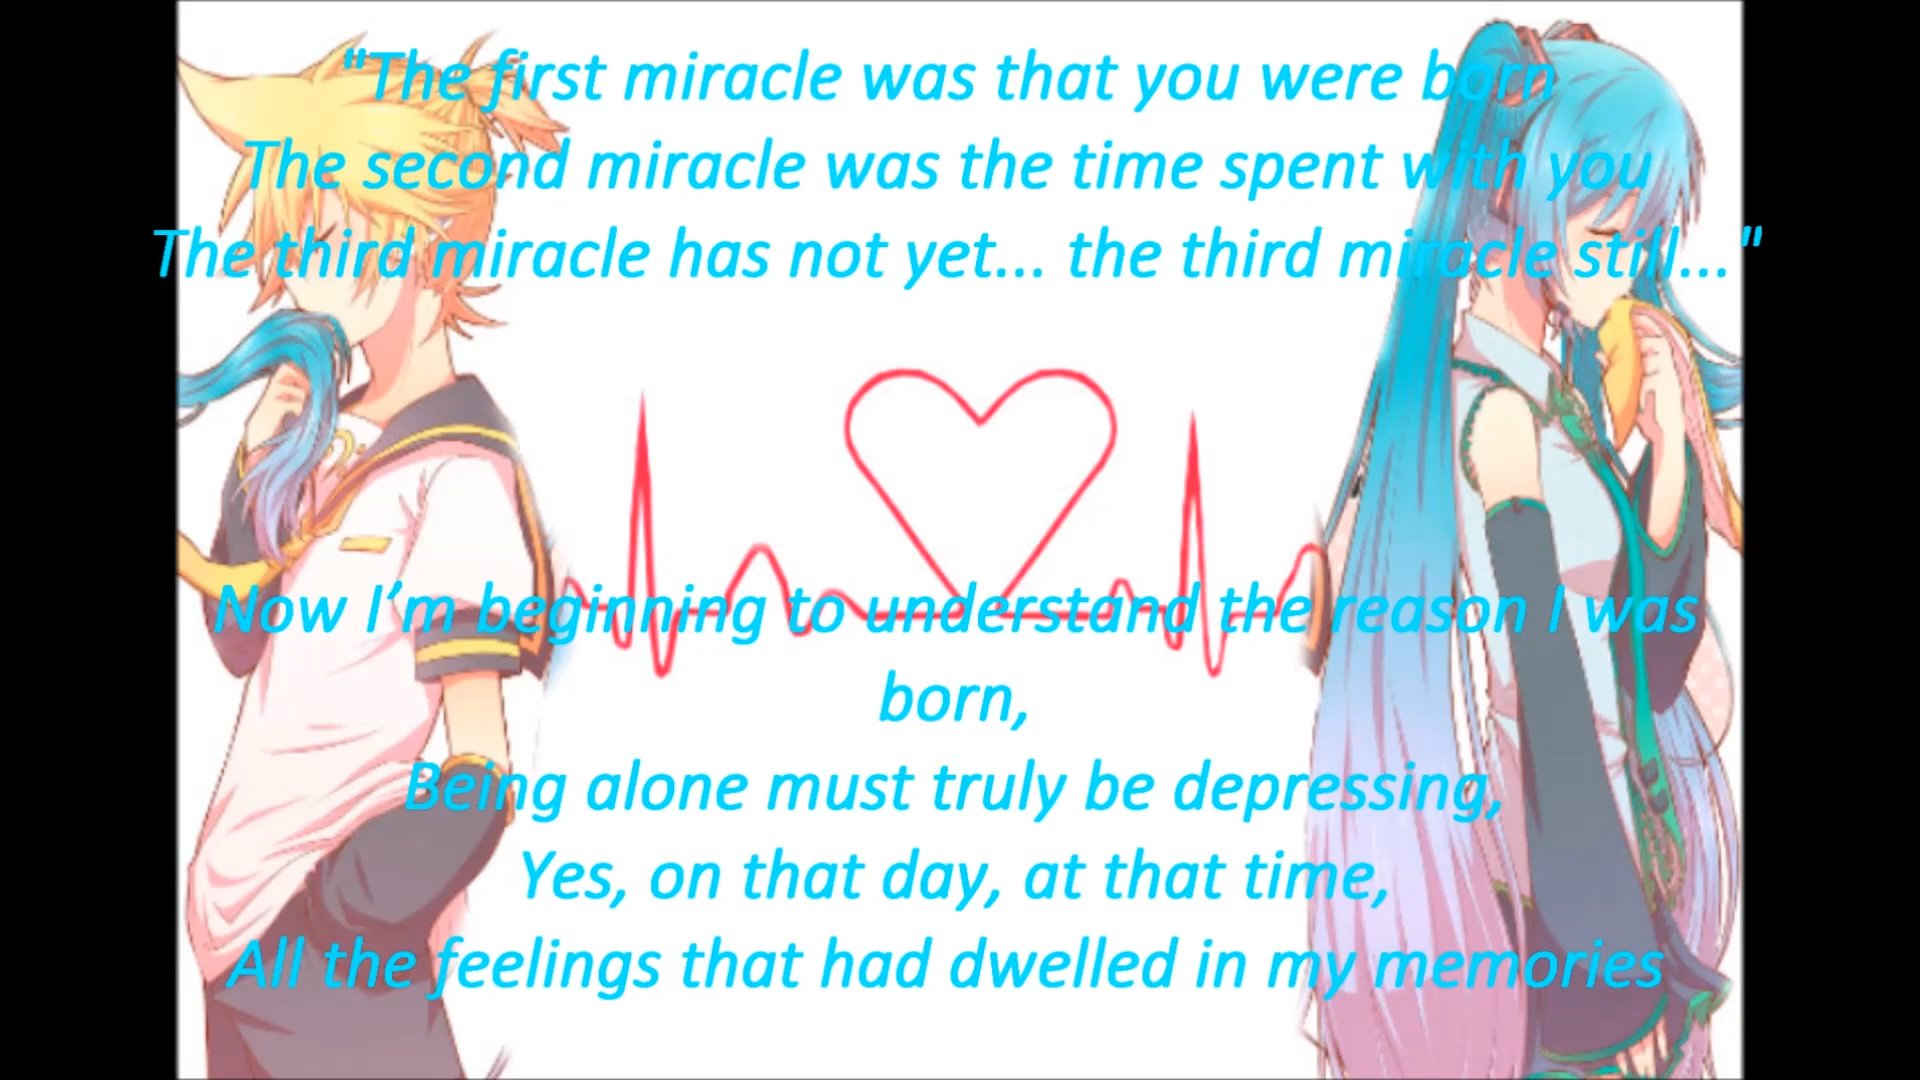 "The first miracle was that you were born
The second miracle was the time spent with you
The third miracle has not yet... the third miracle still..."
Now I’m beginning to understand the reason I was
born,
Being alone must truly be depressing,
Yes, on that day, at that time,
All the feelings that had dwelled in my memories